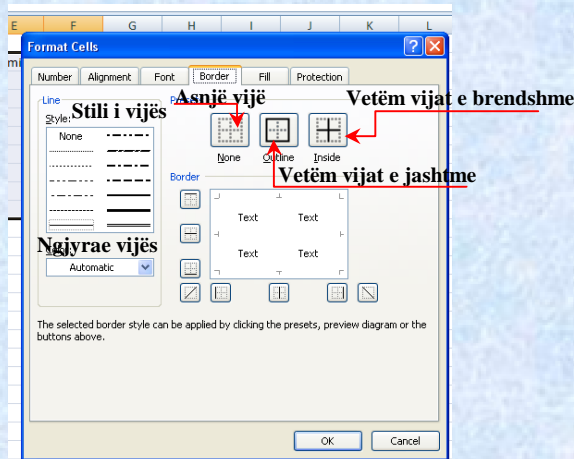 E F G H I J K L
Format Cells
mi
Number Alignment Font Border Fill Protection
Line
Asnjë vijë
Vetëm vijat e brendshme
Style:
Stili i vijës
None
None Outline Inside
Vetëm vijat e jashtme
Border
Text Text
Text Text
Ngjyrae vijës
Automatic
The selected border style can be applied by clicking the presets, preview diagram or the
buttons above.
OK Cancel